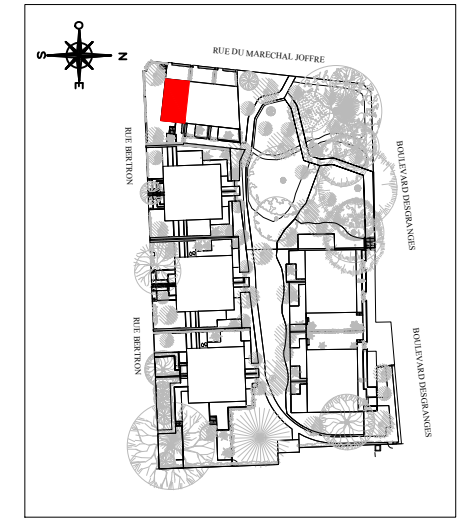 O
S
N
E
RUE DU MARECHAL JOFFRE
RUE BERTRON
BOULEVARD DESGRANGES
RUE BERTRON
BOULEVARD DESGRANGES